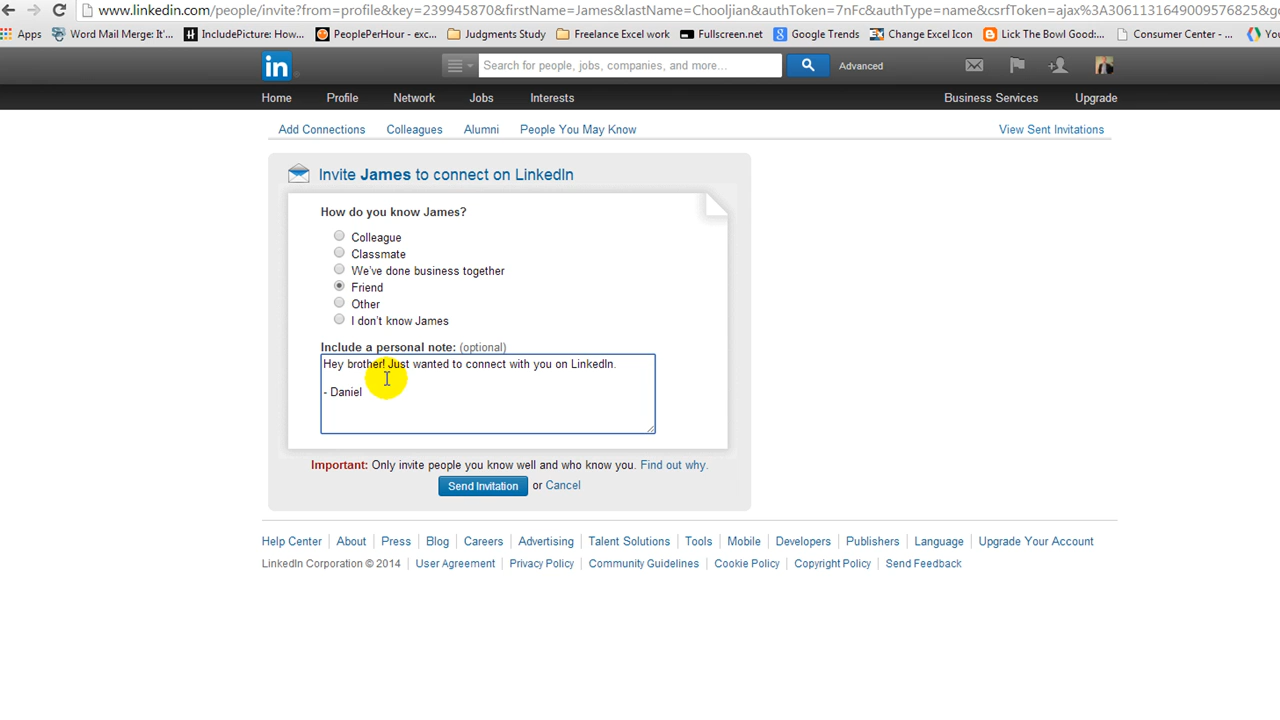 www.linkedin.com/people/invite?from=profile&key=239945870&firstName=James&lastName=Chooljian&authToken=7nFc&authType=name&csrfToken=ajax%3A061131649009576825&g
Apps Word Mail Merge: It'... IncludePicture: How... PeoplePerHour - exc... Judgments Study Freelance Excel work Fullscreen.net Google Trends Change Excel Icon Lick The Bowl Good:... Consumer Center - ... You
in Search for people, jobs, companies, and more... Advanced
Home Profile Network Jobs Interests Business Services Upgrade
Add Connections Colleagues Alumni People You May Know View Sent Invitations
Invite James to connect on LinkedIn
How do you know James?
Colleague
Classmate
We've done business together
Friend
Other
I don't know James
Include a personal note: (optional)
Hey brother! Just wanted to connect with you on LinkedIn.
- Daniel
Important: Only invite people you know well and who know you. Find out why.
Send Invitation or Cancel
Help Center About Press Blog Careers Advertising Talent Solutions Tools Mobile Developers Publishers Language Upgrade Your Account
LinkedIn Corporation © 2014 User Agreement Privacy Policy Community Guidelines Cookie Policy Copyright Policy Send Feedback